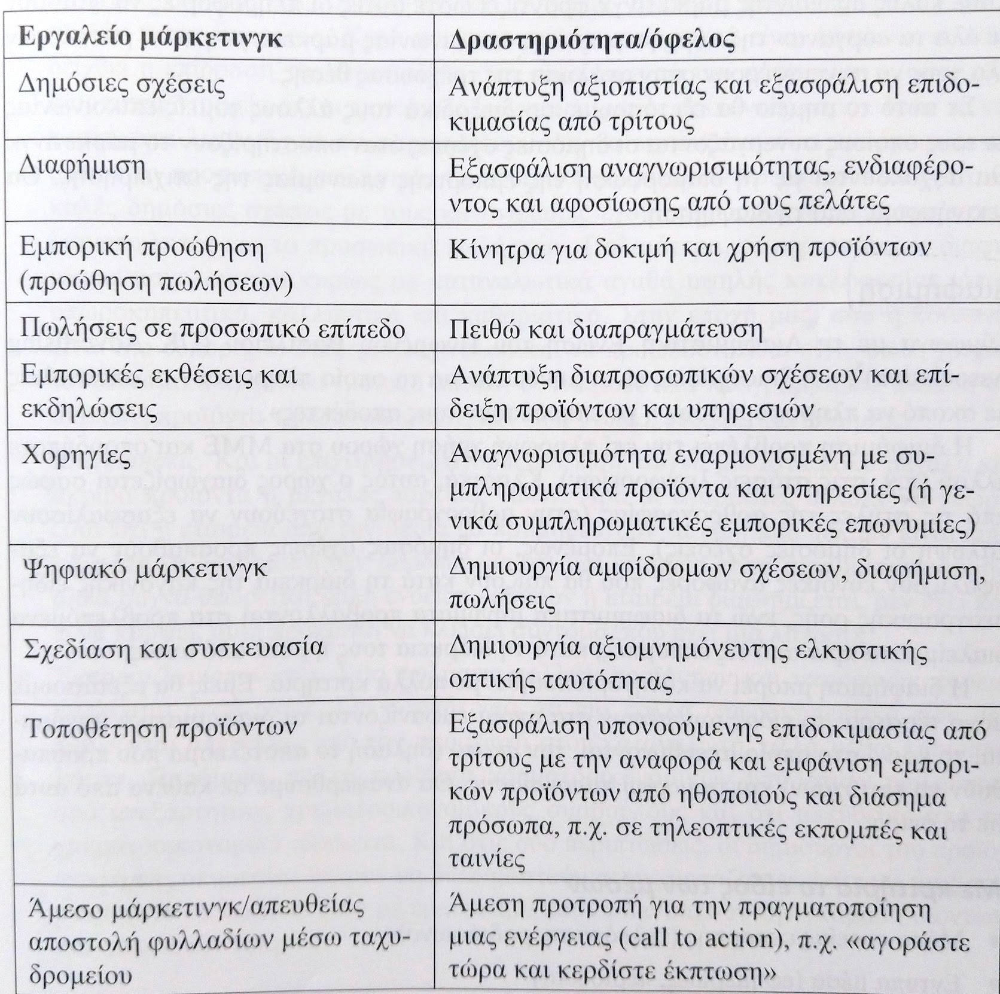 Εργαλείο μάρκετινγκ
Δραστηριότητα/όφελος
Δημόσιες σχέσεις
Ανάπτυξη αξιοπιστίας και εξασφάλιση επιδο-
κιμασίας από τρίτους
Διαφήμιση
Εξασφάλιση αναγνωρισιμότητας, ενδιαφέρο-
ντος και αφοσίωσης από τους πελάτες
Εμπορική προώθηση
(προώθηση πωλήσεων)
Κίνητρα για δοκιμή και χρήση προϊόντων
Πωλήσεις σε προσωπικό επίπεδο
Πειθώ και διαπραγμάτευση
Εμπορικές εκθέσεις και
εκδηλώσεις
Ανάπτυξη διαπροσωπικών σχέσεων και επί-
δειξη προϊόντων και υπηρεσιών
Χορηγίες
Αναγνωρισιμότητα εναρμονισμένη με συ-
μπληρωματικά προϊόντα και υπηρεσίες (ή γε-
νικά συμπληρωματικές εμπορικές επωνυμίες)
Ψηφιακό μάρκετινγκ
Δημιουργία αμφίδρομων σχέσεων, διαφήμιση,
πωλήσεις
Σχεδίαση και συσκευασία
Δημιουργία αξιομνημόνευτης ελκυστικής
οπτικής ταυτότητας
Τοποθέτηση προϊόντων
Εξασφάλιση υπονοούμενης επιδοκιμασίας από
τρίτους με την αναφορά και εμφάνιση εμπορι-
κών προϊόντων από ηθοποιούς και διάσημα
πρόσωπα, π.χ. σε τηλεοπτικές εκπομπές και
ταινίες
Άμεσο μάρκετινγκ/απευθείας
αποστολή φυλλαδίων μέσω ταχυ-
δρομείου
Άμεση προτροπή για την πραγματοποίηση
μιας ενέργειας (call to action), π.χ. «αγοράστε
τώρα και κερδίστε έκπτωση»